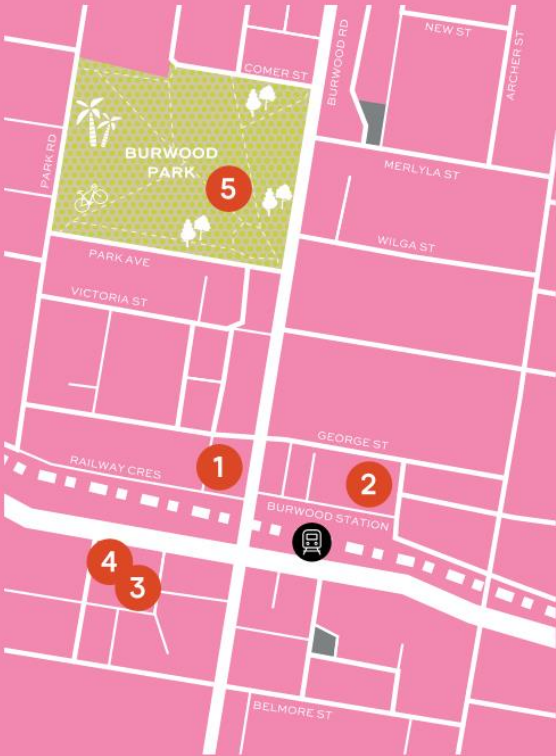 NEW ST
ARCHER ST
BURWOOD RD
COMER ST
BURWOOD
PARK
PARK RD
MERLYLA ST
5
WILGA ST
PARK AVE
VICTORIA ST
GEORGE ST
RAILWAY CRES
1
2
BURWOOD STATION
4
3
BELMORE ST